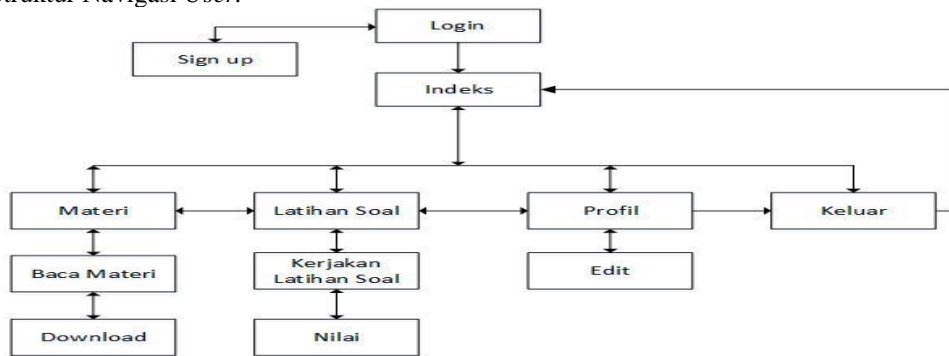 Struktur Navigasi User.
Login
Sign up
Indeks
Materi
Latihan Soal
Profil
Keluar
Baca Materi
Kerjakan
Latihan Soal
Edit
Download
Nilai